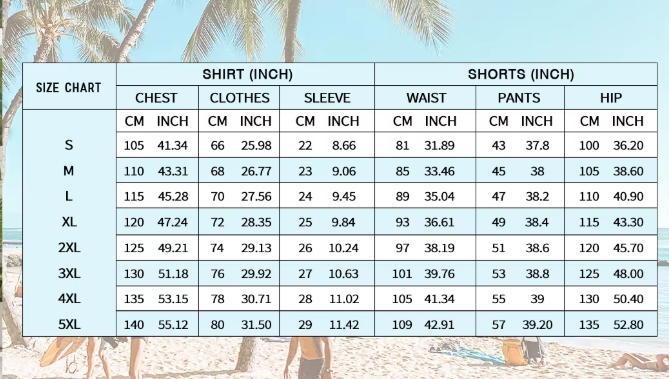 SIZE CHART SHIRT (INCH) SHORTS (INCH)
CHEST CLOTHES SLEEVE WAIST PANTS HIP
CM INCH CM INCH CM INCH CM INCH CM INCH CM INCH
S 105 41.34 66 25.98 22 8.66 81 31.89 43 37.8 100 36.20
M 110 43.31 68 26.77 23 9.06 85 33.46 45 38 105 38.60
L 115 45.28 70 27.56 24 9.45 89 35.04 47 38.2 110 40.90
XL 120 47.24 72 28.35 25 9.84 93 36.61 49 38.4 115 43.30
2XL 125 49.21 74 29.13 26 10.24 97 38.19 51 38.6 120 45.70
3XL 130 51.18 76 29.92 27 10.63 101 39.76 53 38.8 125 48.00
4XL 135 53.15 78 30.71 28 11.02 105 41.34 55 39 130 50.40
5XL 140 55.12 80 31.50 29 11.42 109 42.91 57 39.20 135 52.80